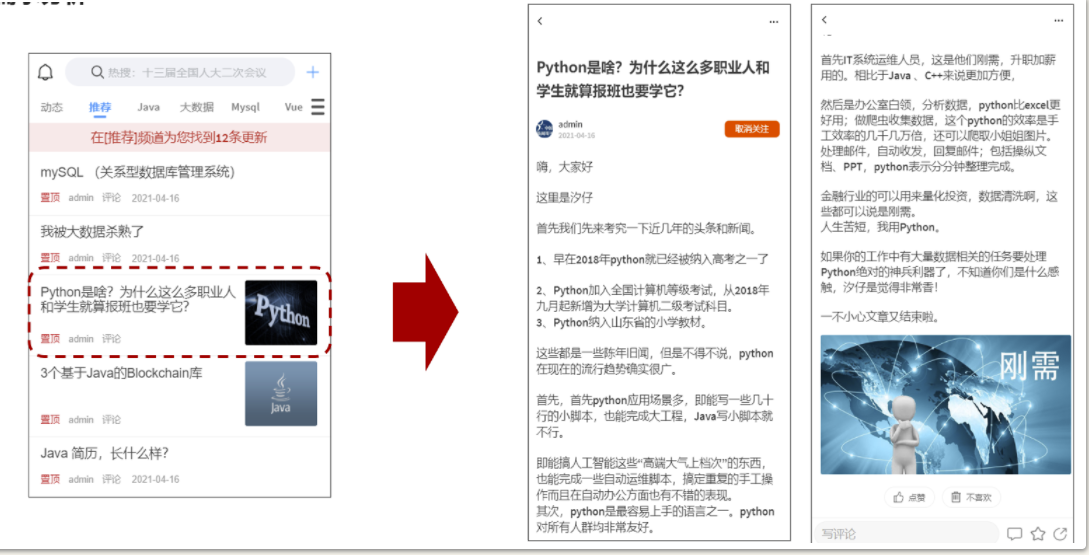 热搜：十三届全国人大二次会议
动态 推荐 Java 大数据 Mysql Vue
在[推荐]频道为您找到12条更新
mySQL （关系型数据库管理系统）
置顶 admin 评论 2021-04-16
我被大数据杀熟了
置顶 admin 评论 2021-04-16
Python是啥？为什么这么多职业人
和学生就算报班也要学它？
Python
置顶 admin 评论
3个基于Java的Blockchain库
Java
置顶 admin 评论
Java 简历，长什么样？
置顶 admin 评论 2021-04-16
Python是啥？为什么这么多职业人和
学生就算报班也要学它？
admin
2021-04-16
取消关注
嗨，大家好
这里是汐仔
首先我们先来考究一下近几年的头条和新闻。
1、早在2018年python就已经被纳入高考之一了
2、Python加入全国计算机等级考试，从2018年
九月起新增为大学计算机二级考试科目。
3、Python纳入山东省的小学教材。
这些都是一些陈年旧闻，但是不得不说，python
在现在的流行趋势确实很广。
首先，首先python应用场景多，即能写一些几十
行的小脚本，也能完成大工程，Java写小脚本就
不行。
即能搞人工智能这些“高端大气上档次”的东西，
也能完成一些自动运维脚本，搞定重复的手工操
作而且在自动办公方面也有不错的表现。
其次，python是最容易上手的语言之一。python
对所有人群均非常友好。
首先IT系统运维人员，这是他们刚需，升职加薪
用的。相比于Java 、C++来说更加方便，
然后是办公室白领，分析数据，python比excel更
好用；做爬虫收集数据，这个python的效率是手
工效率的几千几万倍，还可以爬取小姐姐图片。
处理邮件，自动收发，回复邮件；包括操纵文
档、PPT，python表示分分钟整理完成。
金融行业的可以用来量化投资，数据清洗啊，这
些都可以说是刚需。
人生苦短，我用Python。
如果你的工作中有大量数据相关的任务要处理
Python绝对的神兵利器了，不知道你们是什么感
触，汐仔是觉得非常香！
一不小心文章又结束啦。
刚需
点赞 不喜欢
写评论